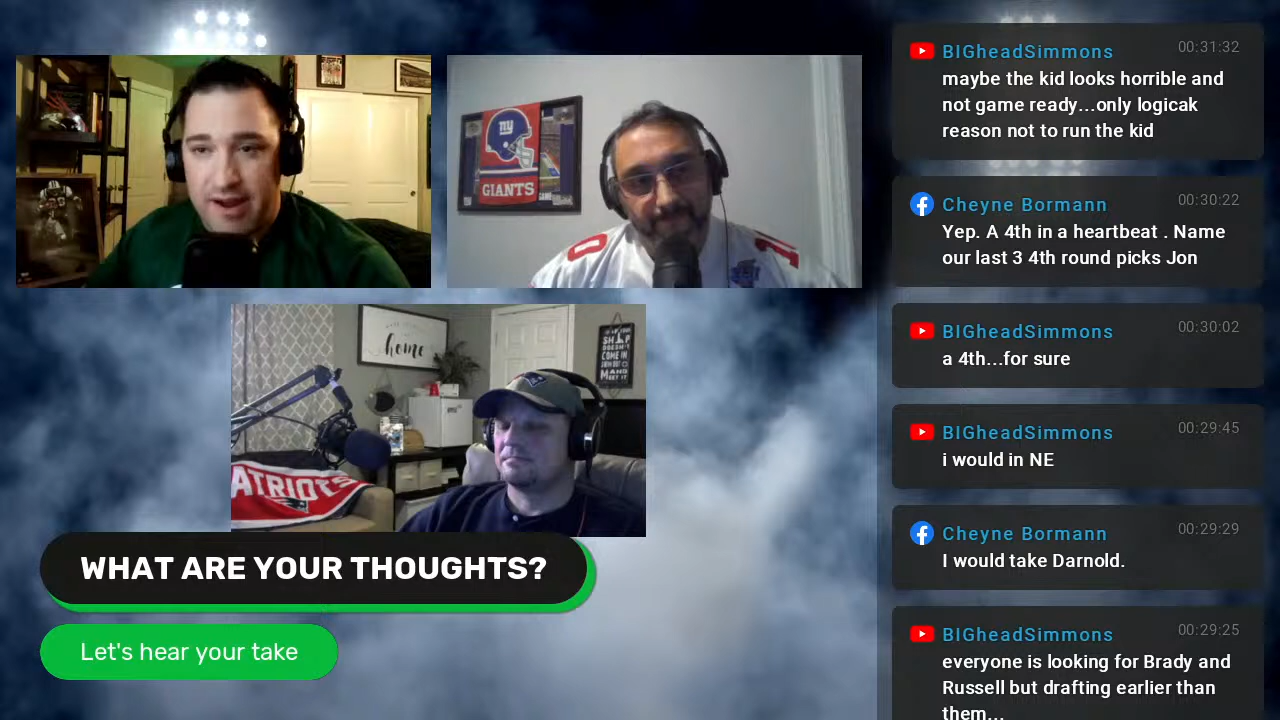 BIGheadSimmons 00:31:32
maybe the kid looks horrible and
not game ready...only logicak
reason not to run the kid
Cheyne Bormann 00:30:22
Yep. A 4th in a heartbeat . Name
our last 3 4th round picks Jon
BIGheadSimmons 00:30:02
a 4th...for sure
BIGheadSimmons 00:29:45
i would in NE
Cheyne Bormann 00:29:29
I would take Darnold.
BIGheadSimmons 00:29:25
everyone is looking for Brady and
Russell but drafting earlier than
them...
ny
GIANTS
home
ATRIOTS
WHAT ARE YOUR THOUGHTS?
Let's hear your take